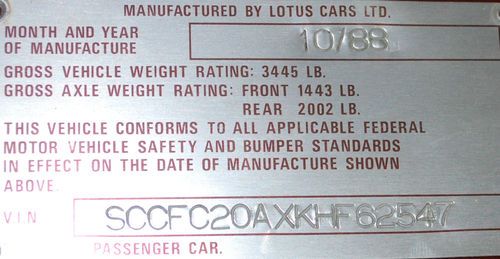 MANUFACTURED BY LOTUS CARS LTD.
MONTH AND YEAR
OF MANUFACTURE 10/88
GROSS VEHICLE WEIGHT RATING: 3445 LB.
GROSS AXLE WEIGHT RATING: FRONT 1443 LB.
REAR 2002 LB.
THIS VEHICLE CONFORMS TO ALL APPLICABLE FEDERAL
MOTOR VEHICLE SAFETY AND BUMPER STANDARDS
IN EFFECT ON THE DATE OF MANUFACTURE SHOWN
ABOVE.
V.I.N SCCFC20AXKHF62547
PASSENGER CAR.